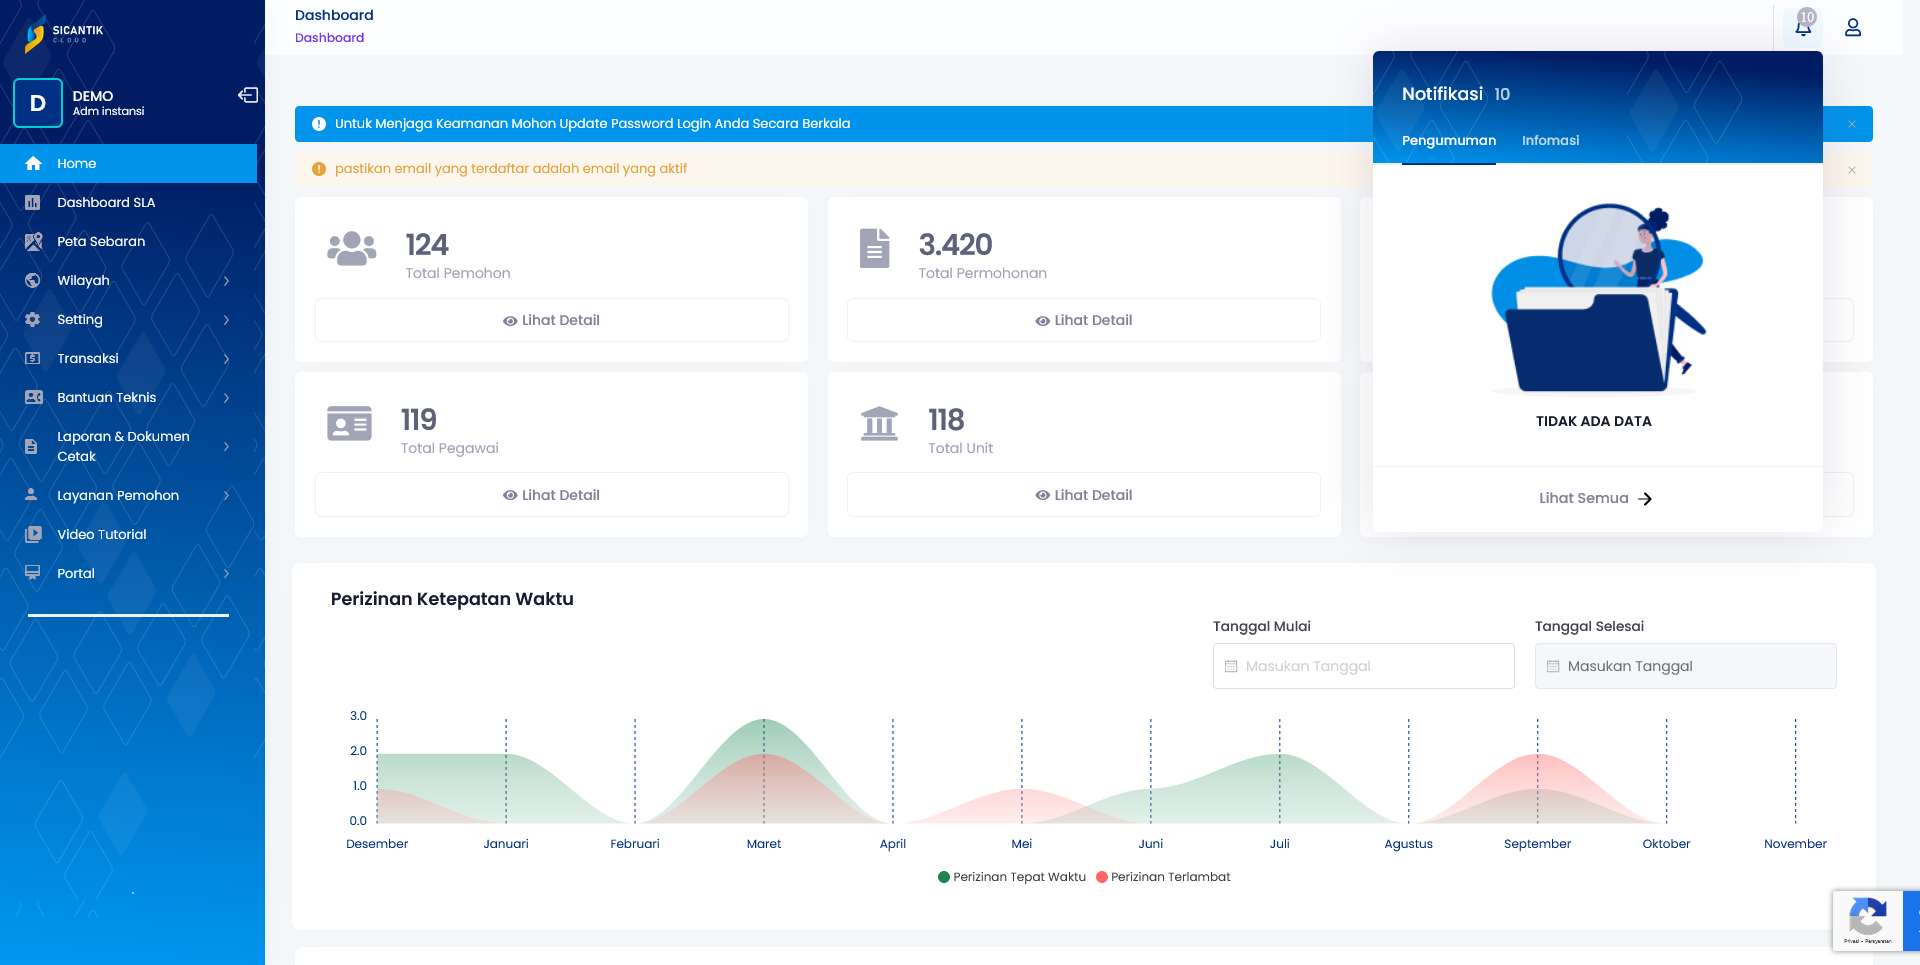 SICANTIK
CLOUD
D
DEMO
Adm instansi
Home
Dashboard SLA
Peta Sebaran
Wilayah
Setting
Transaksi
Bantuan Teknis
Laporan & Dokumen
Cetak
Layanan Pemohon
Video Tutorial
Portal
Dashboard
Dashboard
10
Untuk Menjaga Keamanan Mohon Update Password Login Anda Secara Berkala
pastikan email yang terdaftar adalah email yang aktif
124
Total Pemohon
Lihat Detail
3.420
Total Permohonan
Lihat Detail
119
Total Pegawai
Lihat Detail
118
Total Unit
Lihat Detail
Notifikasi 10
Pengumuman Infomasi
TIDAK ADA DATA
Lihat Semua
Perizinan Ketepatan Waktu
Tanggal Mulai
Masukan Tanggal
Tanggal Selesai
Masukan Tanggal
3.0
2.0
1.0
0.0
Desember Januari Februari Maret April Mei Juni Juli Agustus September Oktober November
Perizinan Tepat Waktu Perizinan Terlambat
Privasi - Persyaratan